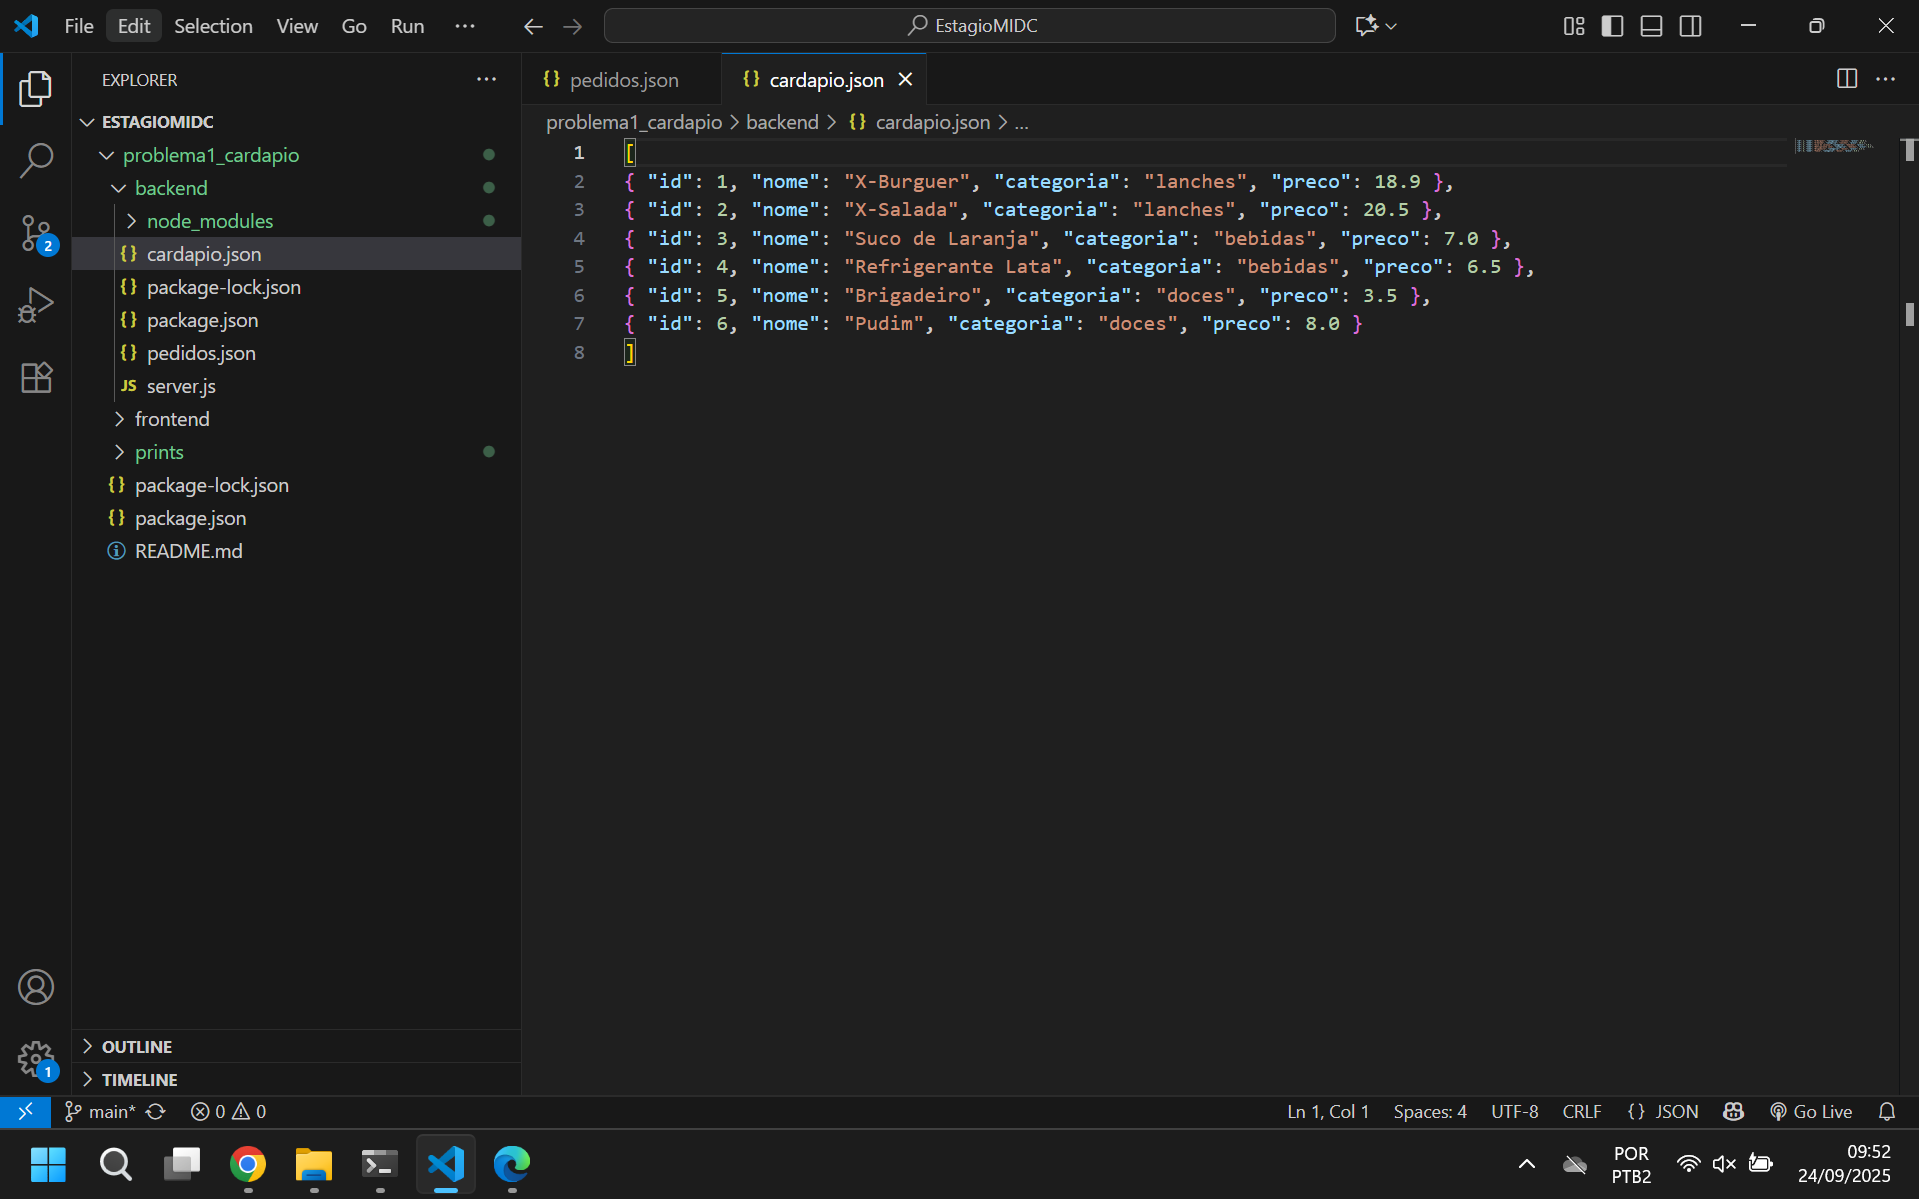 File Edit Selection View Go Run
EstagioMIDC
EXPLORER
ESTAGIOMIDC
problema1_cardapio
backend
node_modules
{} cardapio.json
{} package-lock.json
{} package.json
{} pedidos.json
JS server.js
frontend
prints
{} package-lock.json
{} package.json
README.md
OUTLINE
TIMELINE
2
1
{} pedidos.json {} cardapio.json
problema1_cardapio > backend > {} cardapio.json > ...
1 [
2 { "id": 1, "nome": "X-Burguer", "categoria": "lanches", "preco": 18.9 },
3 { "id": 2, "nome": "X-Salada", "categoria": "lanches", "preco": 20.5 },
4 { "id": 3, "nome": "Suco de Laranja", "categoria": "bebidas", "preco": 7.0 },
5 { "id": 4, "nome": "Refrigerante Lata", "categoria": "bebidas", "preco": 6.5 },
6 { "id": 5, "nome": "Brigadeiro", "categoria": "doces", "preco": 3.5 },
7 { "id": 6, "nome": "Pudim", "categoria": "doces", "preco": 8.0 }
8 ]
main* 0 0 Ln 1, Col 1 Spaces: 4 UTF-8 CRLF {} JSON Go Live
POR
PTB2
09:52
24/09/2025